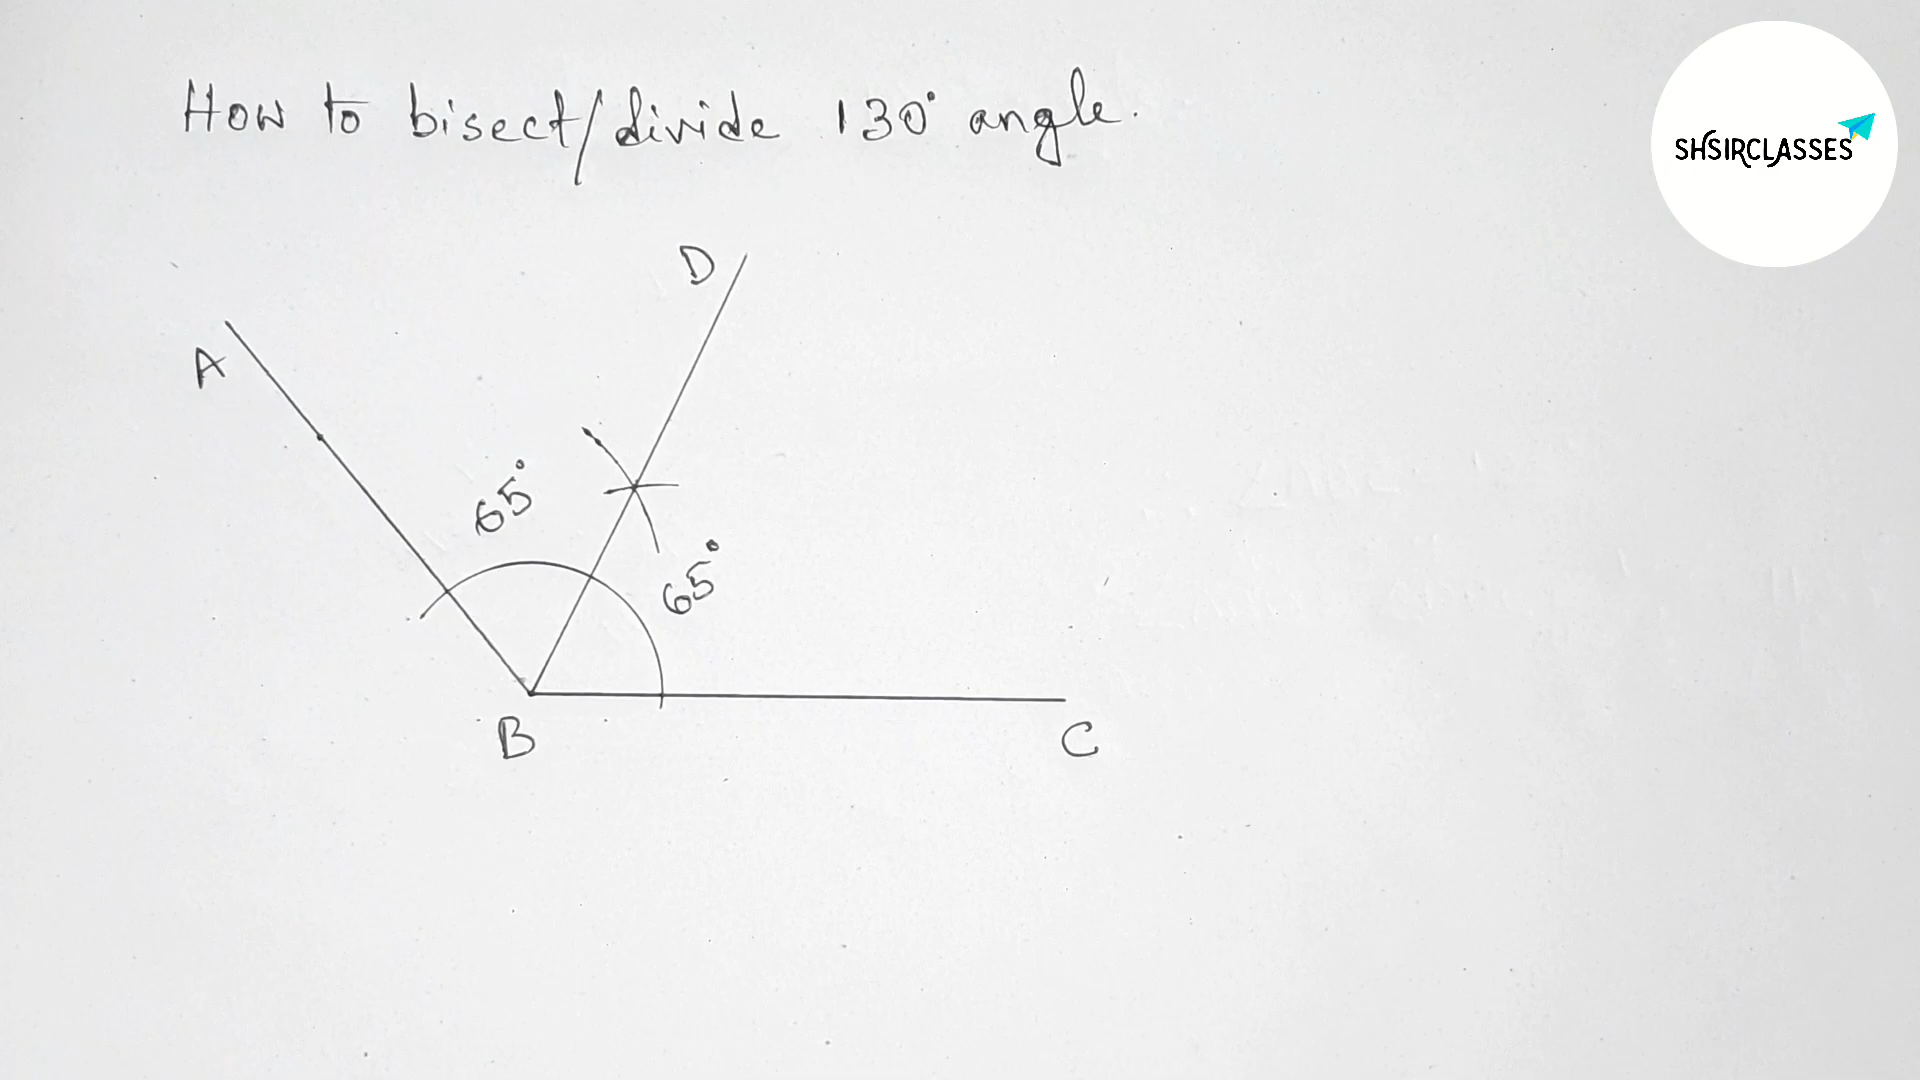 How to bisect/divide 130° angle.
SHSIRCLASSES
D
A
65°
65°
B
C